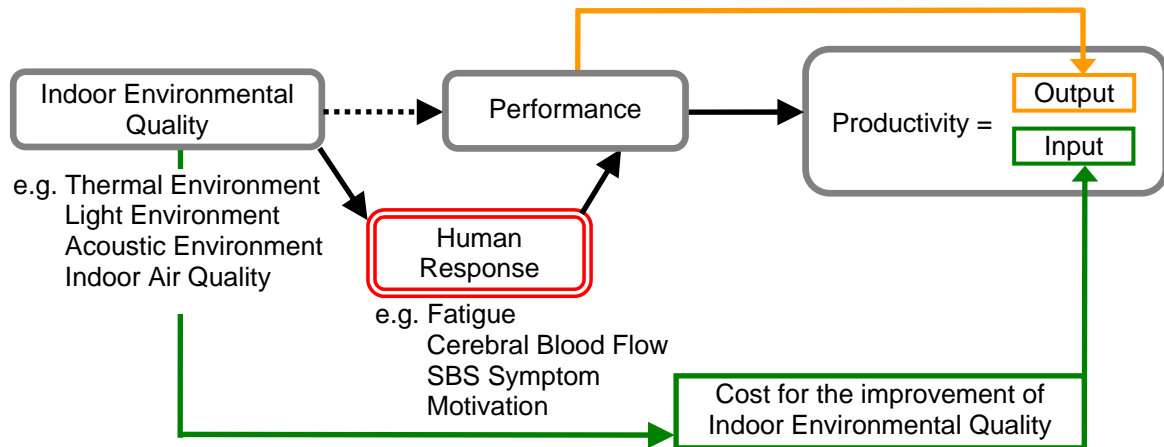 Indoor Environmental
Quality
Performance
Productivity =
Output
Input
e.g. Thermal Environment
Light Environment
Acoustic Environment
Indoor Air Quality
Human
Response
e.g. Fatigue
Cerebral Blood Flow
SBS Symptom
Motivation
Cost for the improvement of
Indoor Environmental Quality